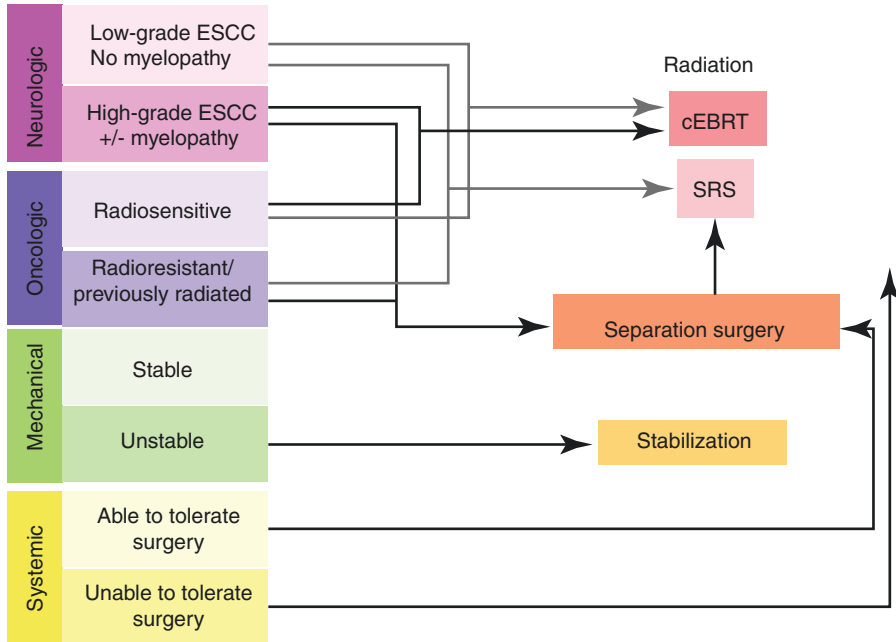 Neurologic
Low-grade ESCC
No myelopathy
High-grade ESCC
+/- myelopathy
Oncologic
Radiosensitive
Radioresistant/
previously radiated
Mechanical
Stable
Unstable
Systemic
Able to tolerate
surgery
Unable to tolerate
surgery
Radiation
cEBRT
SRS
Separation surgery
Stabilization